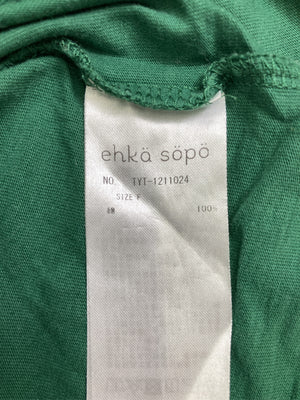 ehkä söpö
NO. TYT-1211024
SIZE F
綿 100%